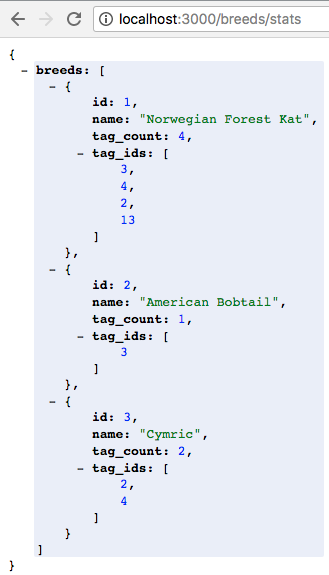 localhost:3000/breeds/stats
{
- breeds: [
- {
id: 1,
name: "Norwegian Forest Kat",
tag_count: 4,
- tag_ids: [
3,
4,
2,
13
]
},
- {
id: 2,
name: "American Bobtail",
tag_count: 1,
- tag_ids: [
3
]
},
- {
id: 3,
name: "Cymric",
tag_count: 2,
- tag_ids: [
2,
4
]
}
]
}